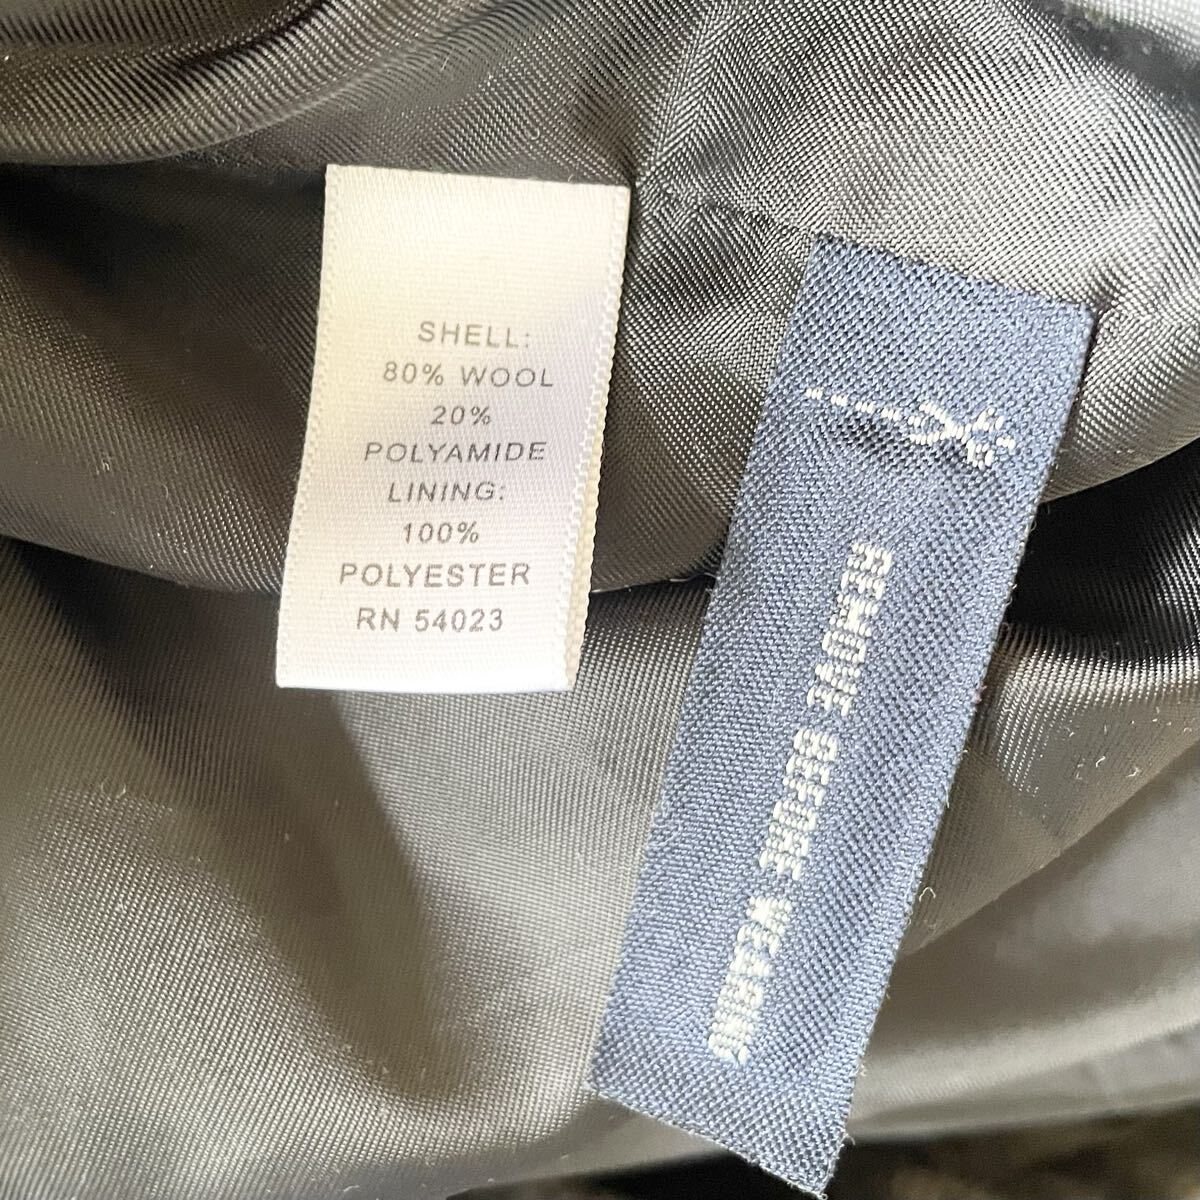 SHELL:
80% WOOL
20%
POLYAMIDE
LINING:
100%
POLYESTER
RN 54023
REMOVE BEFORE WEARING